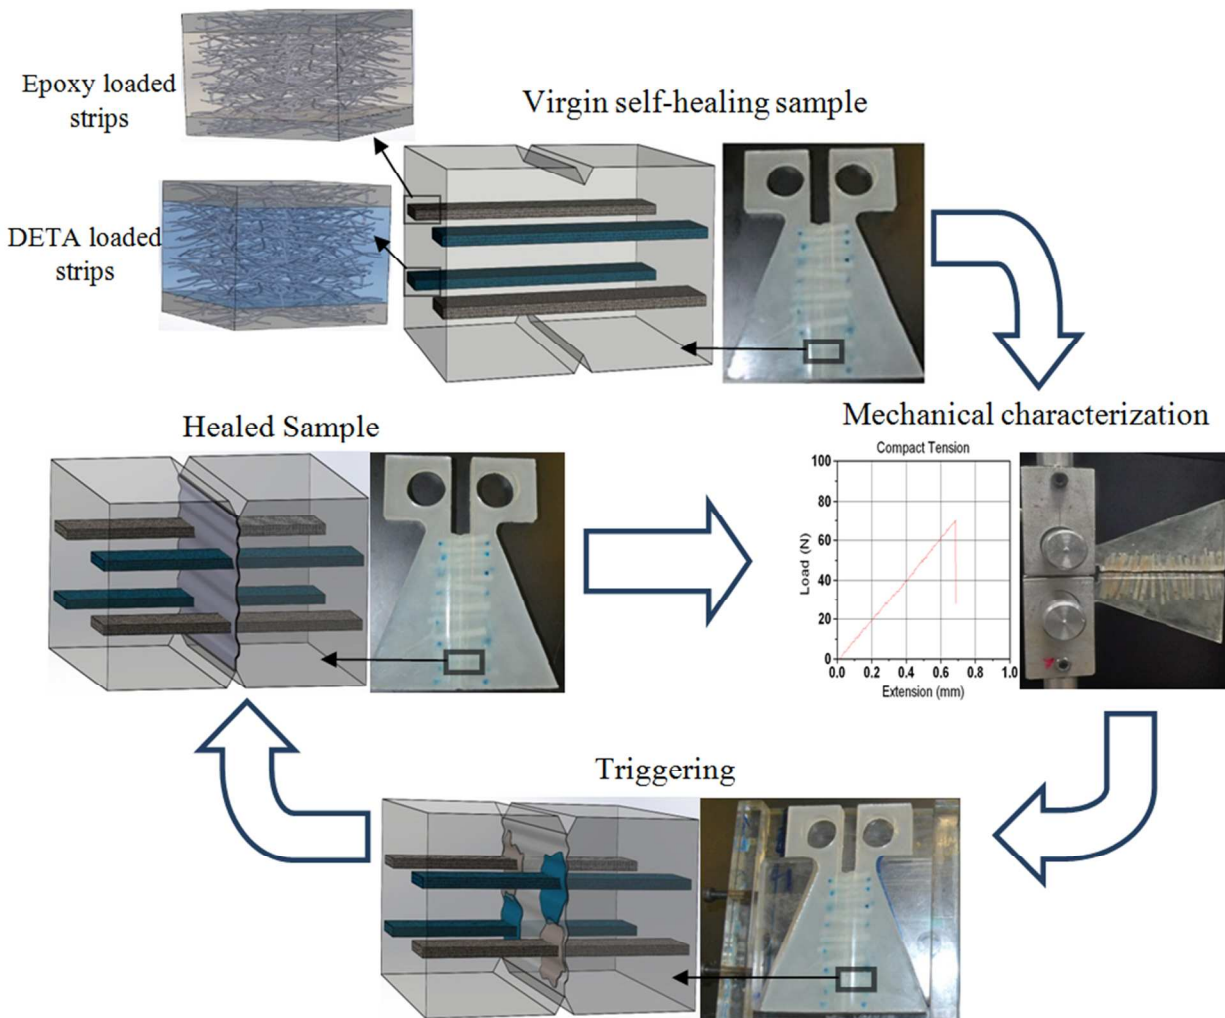 Epoxy loaded
strips
Virgin self-healing sample
DETA loaded
strips
Mechanical characterization
Compact Tension
100
80
60
40
20
0
Load (N)
0.0 0.2 0.4 0.6 0.8 1.0
Extension (mm)
Healed Sample
Triggering